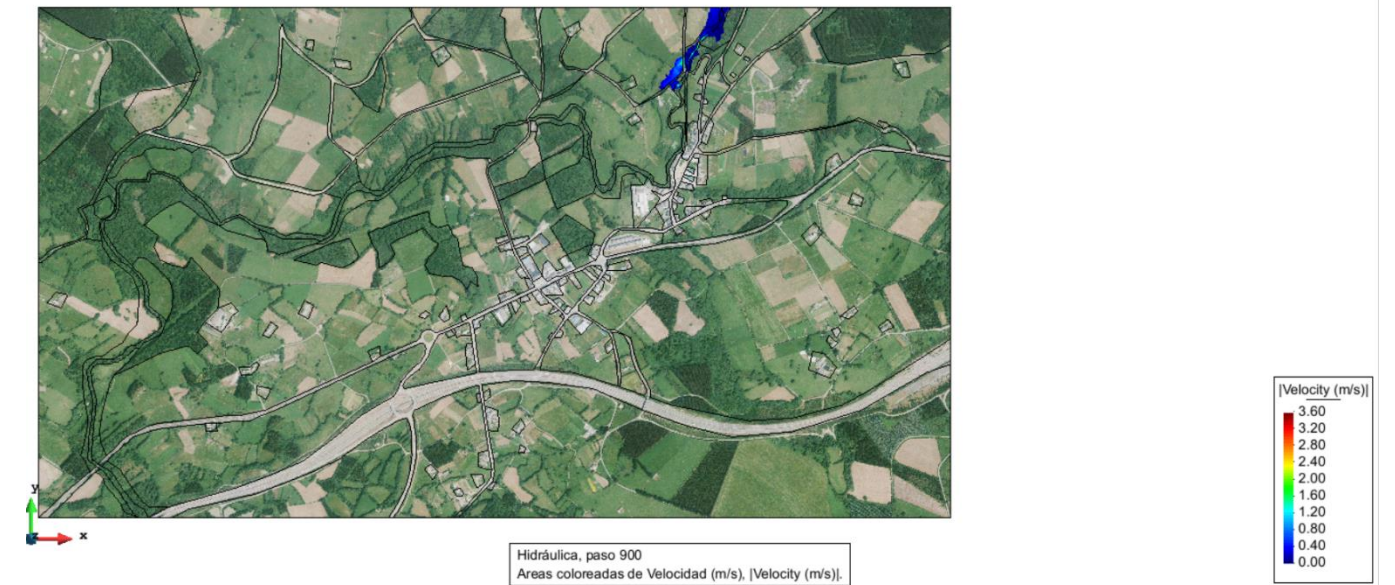 |Velocity (m/s)|
3.60
3.20
2.80
2.40
2.00
1.60
1.20
0.80
0.40
0.00
y
x
Hidráulica, paso 900
Areas coloreadas de Velocidad (m/s), |Velocity (m/s)|.